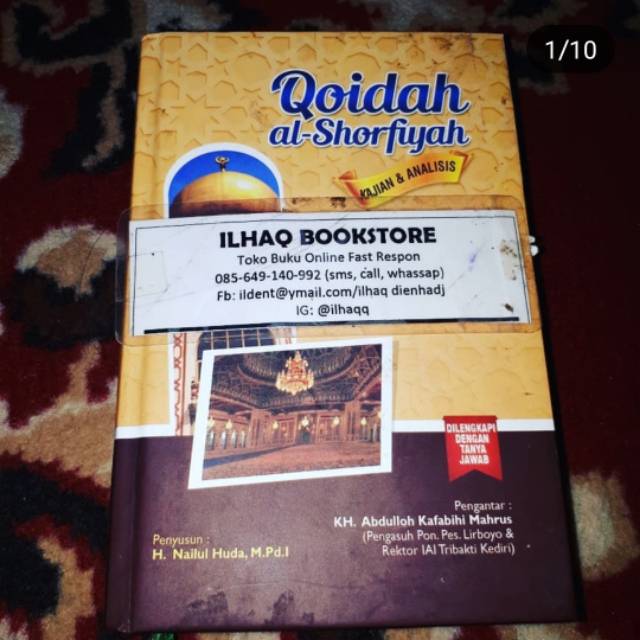 1/10
Qoidah
al-Shorfiyah
KAJIAN & ANALISIS
ILHAQ BOOKSTORE
Toko Buku Online Fast Respon
085-649-140-992 (sms, call, whassap)
Fb: ildent@ymail.com/ilhaq dienhadj
IG: @ilhaqq
DILENGKAPI
DENGAN
TANYA
JAWAB
Pengantar :
KH. Abdulloh Kafabihi Mahrus
(Pengasuh Pon. Pes. Lirboyo &
Rektor IAI Tribakti Kediri)
Penyusun :
H. Nailul Huda, M.Pd.I